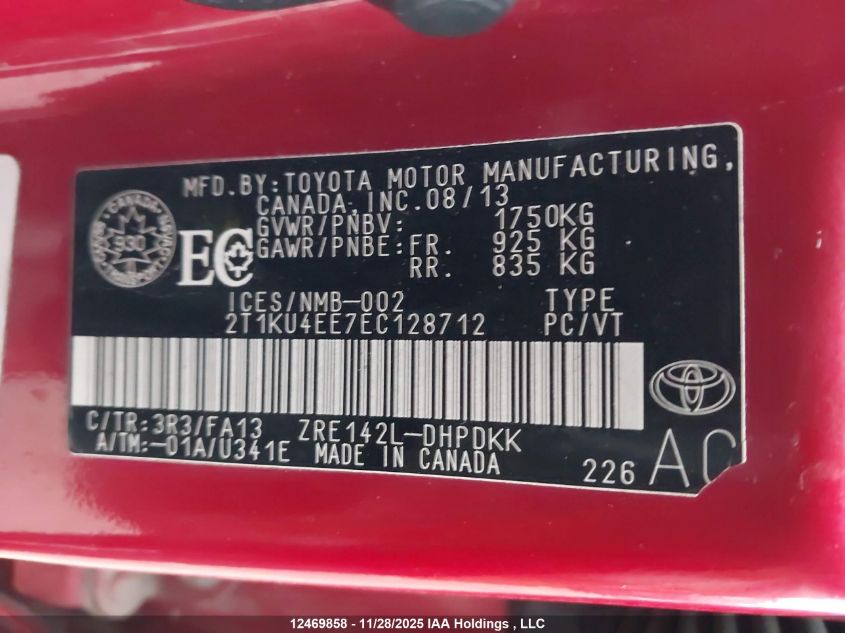 MFD.BY:TOYOTA MOTOR MANUFACTURING,
CANADA,INC.08/13
GVWR/PNBV: 1750KG
GAWR/PNBE:FR. 925 KG
RR. 835 KG
CANADA
930
EC
ICES/NMB-002 TYPE
2T1KU4EE7EC128712 PC/VT
C/TR:3R3/FA13 ZRE142L-DHPDKK
A/TM:-01A/U341E MADE IN CANADA
226 AC
12469858 - 11/28/2025 IAA Holdings , LLC